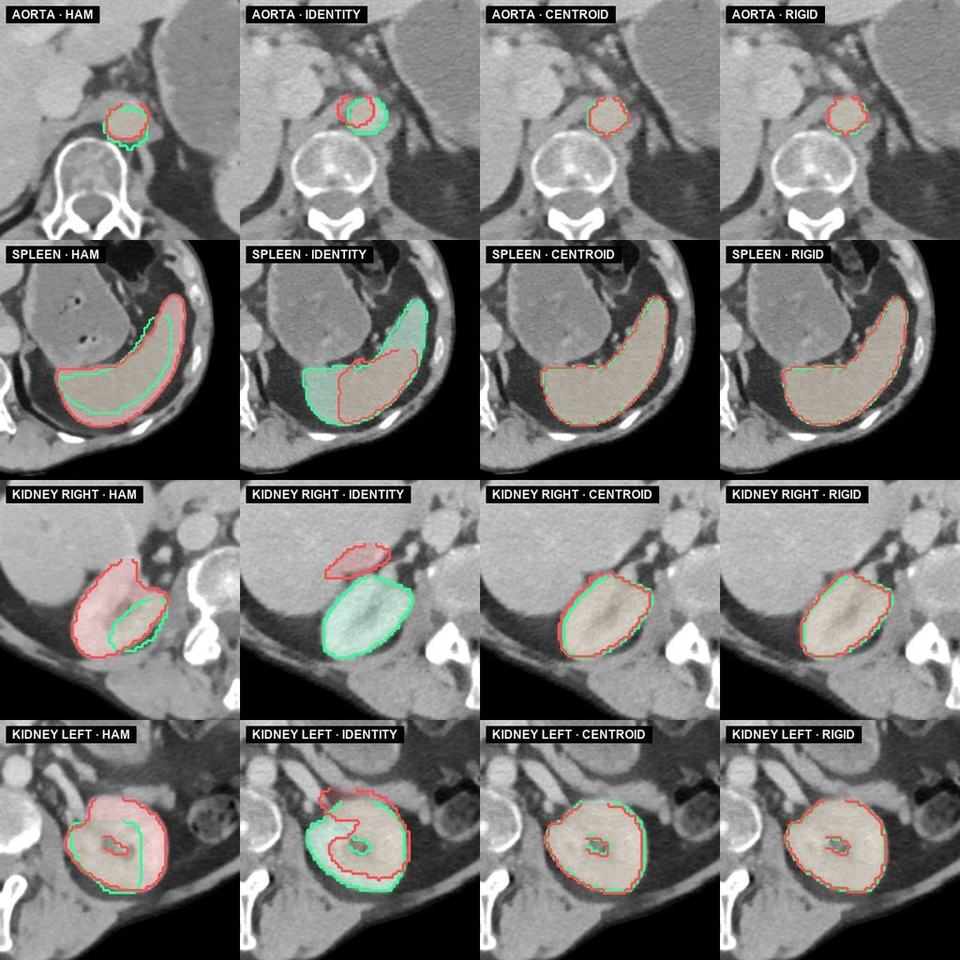 AORTA · HAM
AORTA · IDENTITY
AORTA · CENTROID
AORTA · RIGID
SPLEEN · HAM
SPLEEN · IDENTITY
SPLEEN · CENTROID
SPLEEN · RIGID
KIDNEY RIGHT · HAM
KIDNEY RIGHT · IDENTITY
KIDNEY RIGHT · CENTROID
KIDNEY RIGHT · RIGID
KIDNEY LEFT · HAM
KIDNEY LEFT · IDENTITY
KIDNEY LEFT · CENTROID
KIDNEY LEFT · RIGID